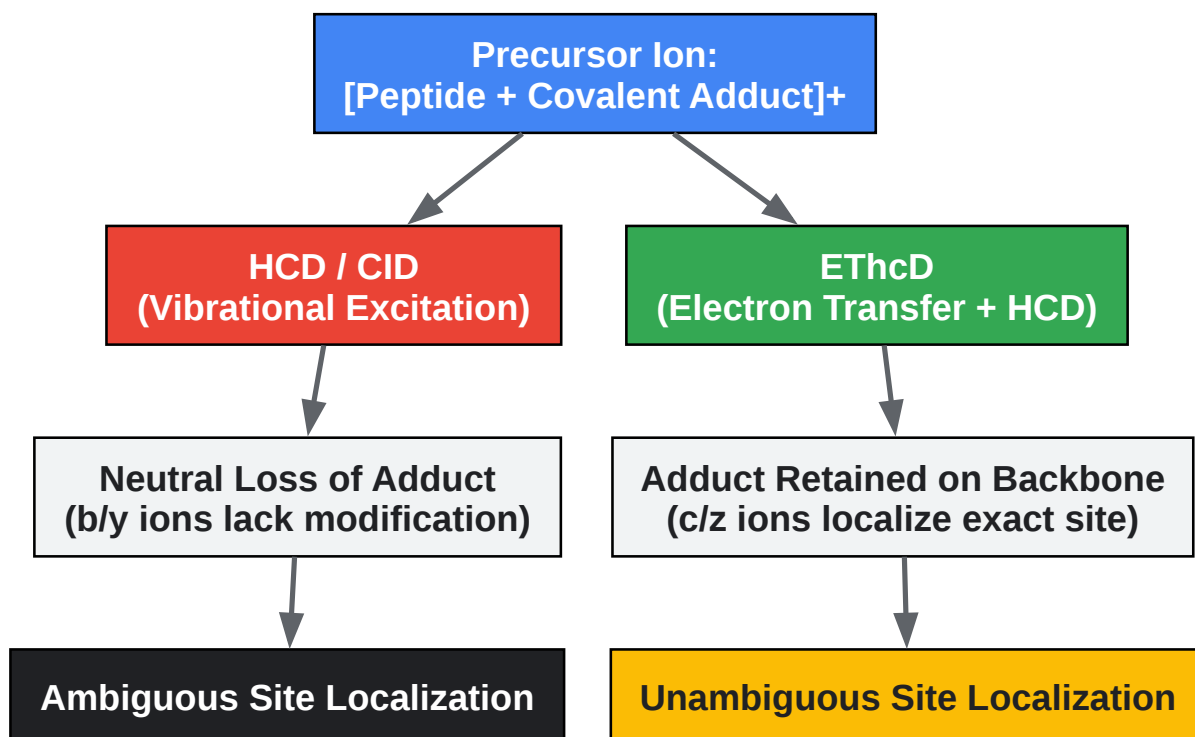 Precursor Ion:
[Peptide + Covalent Adduct]+
HCD / CID
(Vibrational Excitation)
EThcD
(Electron Transfer + HCD)
Neutral Loss of Adduct
(b/y ions lack modification)
Adduct Retained on Backbone
(c/z ions localize exact site)
Ambiguous Site Localization
Unambiguous Site Localization